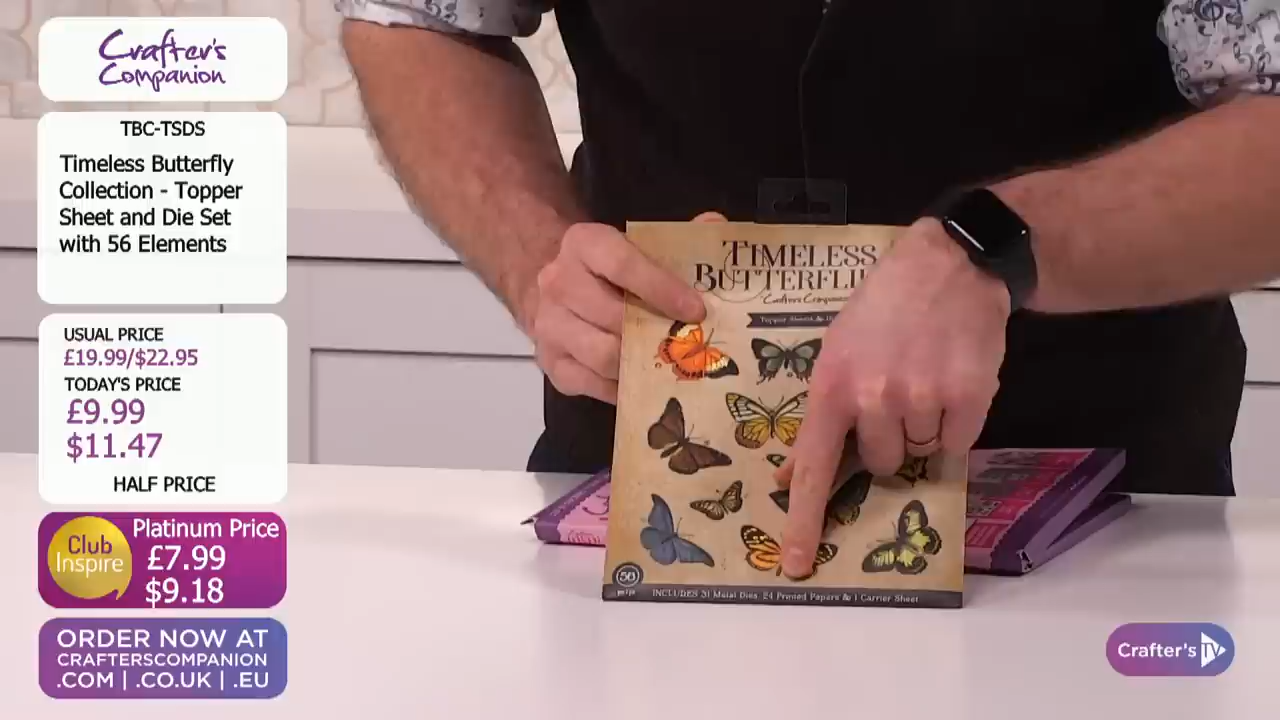 Crafter's
Companion
TBC-TSDS
Timeless Butterfly
Collection - Topper
Sheet and Die Set
with 56 Elements
USUAL PRICE
£19.99/$22.95
TODAY'S PRICE
£9.99
$11.47
HALF PRICE
Club
Inspire
Platinum Price
£7.99
$9.18
ORDER NOW AT
CRAFTERSCOMPANION
.COM | .CO.UK | .EU
TIMELESS
BUTTERFLI
Crafter's Companion
Topper Sheets &
56
INCLUDES 31 Metal Dies, 24 Printed Papers & 1 Carrier Sheet
Crafter's TV